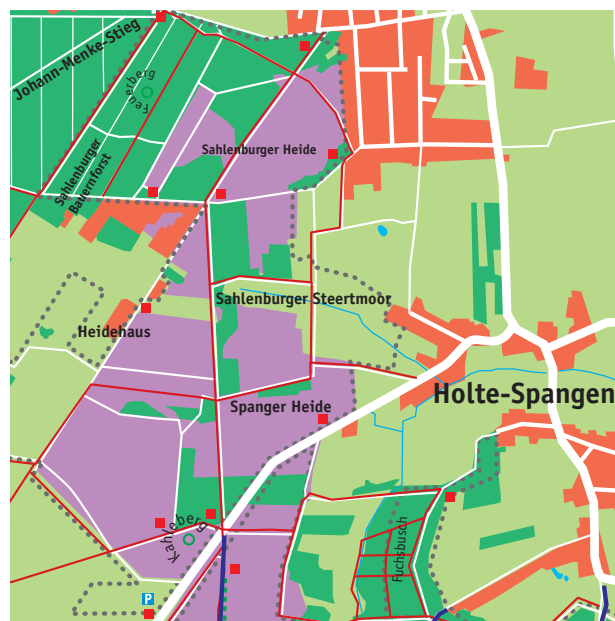 Johann-Menke-Stieg
Feuerberg
Sahlenburger
Bauernforst
Sahlenburger Heide
Sahlenburger Steertmoor
Heidehaus
Holte-Spangen
Spanger Heide
Kahleberg
Fuchsbusch
P